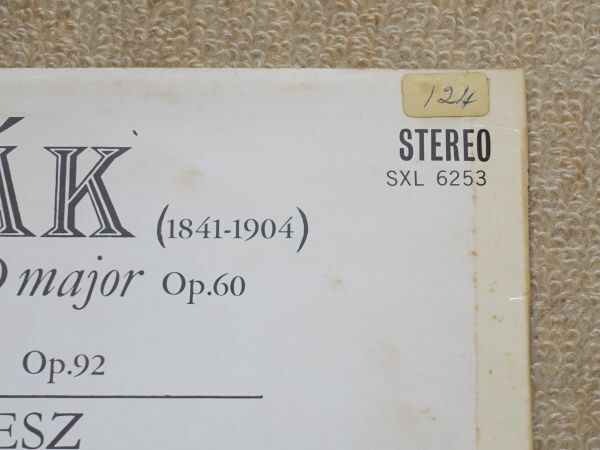 124
STEREO
SXL 6253
ÁK (1841-1904)
D major Op.60
Op.92
ESZ